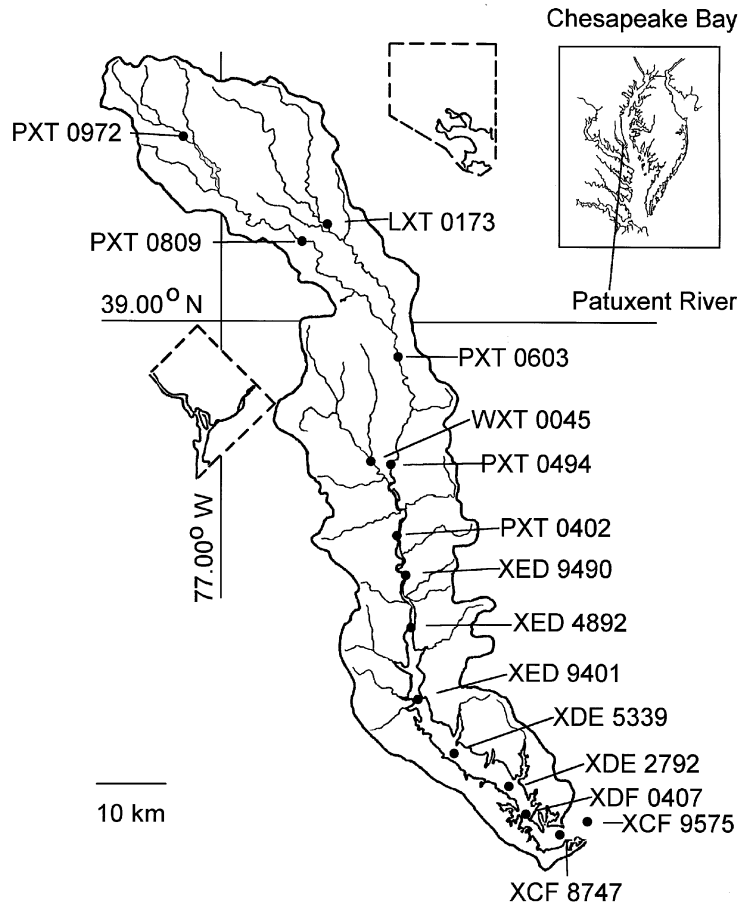 Chesapeake Bay
PXT 0972
LXT 0173
PXT 0809
Patuxent River
39.00° N
PXT 0603
WXT 0045
PXT 0494
77.00° W
PXT 0402
XED 9490
XED 4892
XED 9401
XDE 5339
XDE 2792
XDF 0407
10 km
XCF 9575
XCF 8747